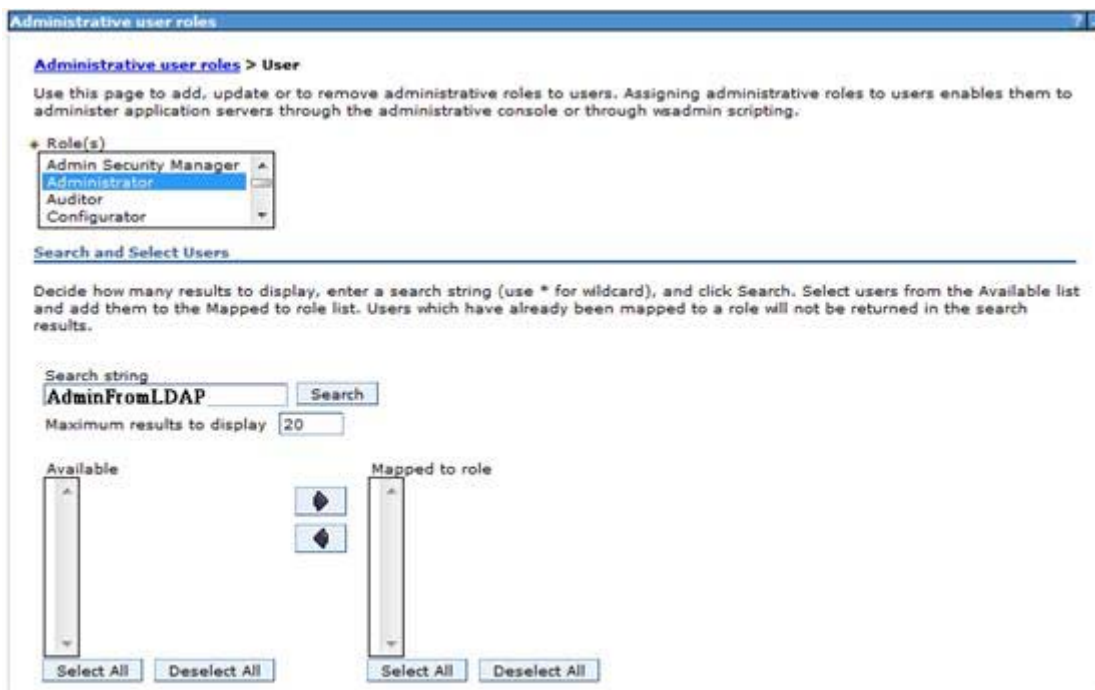 Administrative user roles ?
Administrative user roles > User
Use this page to add, update or to remove administrative roles to users. Assigning administrative roles to users enables them to
administer application servers through the administrative console or through wsadmin scripting.
Role(s)
Admin Security Manager
Administrator
Auditor
Configurator
Search and Select Users
Decide how many results to display, enter a search string (use * for wildcard), and click Search. Select users from the Available list
and add them to the Mapped to role list. Users which have already been mapped to a role will not be returned in the search
results.
Search string
AdminFromLDAP Search
Maximum results to display 20
Available Mapped to role
Select All Deselect All Select All Deselect All